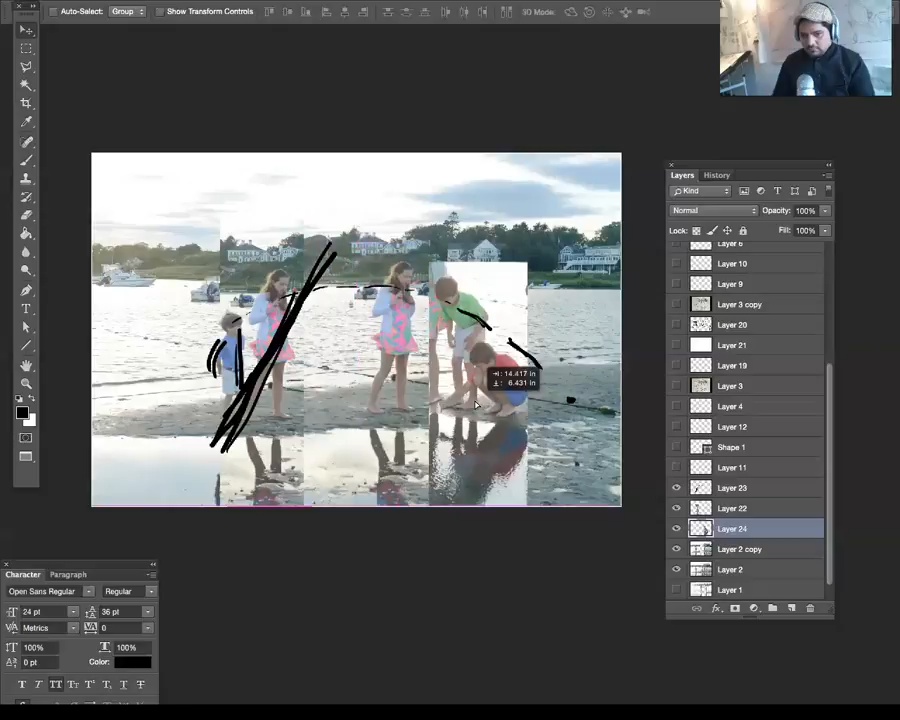 Auto-Select: Group Show Transform Controls 3D Mode:
Layers History
Kind
Normal Opacity: 100%
Lock: Fill: 100%
Layer 6
Layer 10
Layer 9
Layer 3 copy
Layer 20
Layer 21
Layer 19
Layer 3
Layer 4
Layer 12
Shape 1
Layer 11
Layer 23
Layer 22
Layer 24
Layer 2 copy
Layer 2
Layer 1
14.417 in
6.431 in
Character Paragraph
Open Sans Regular Regular
24 pt 36 pt
Metrics 0
100% 100%
0 pt Color: